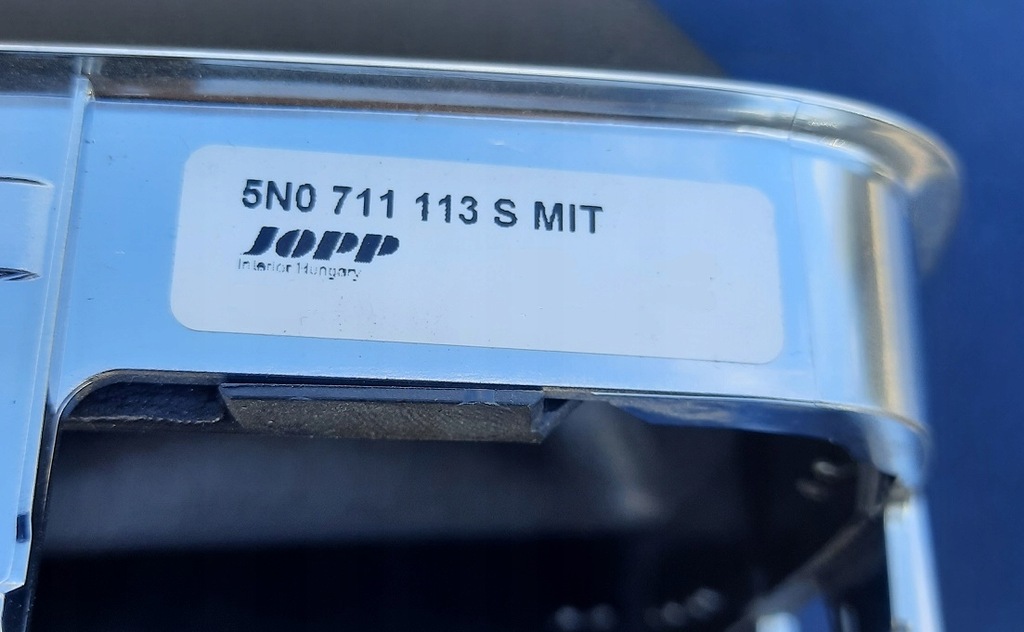 5N0 711 113 S MIT
JOPP
Interior Hungary